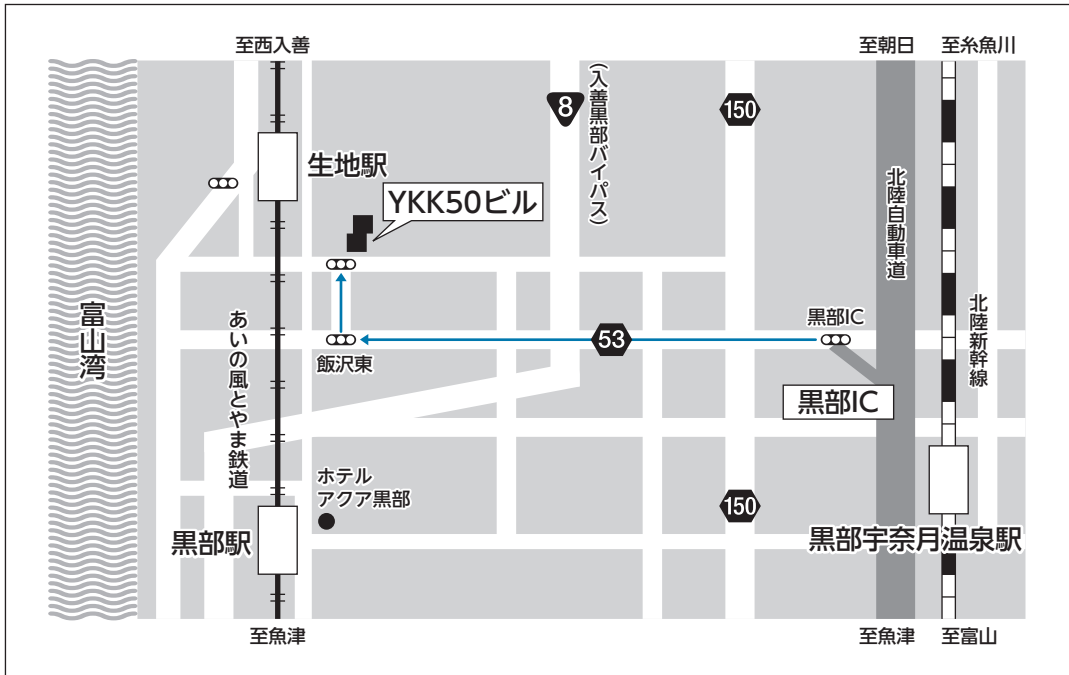 至西入善
至朝日
至糸魚川
8
(入善黒部バイパス)
150
生地駅
YKK50ビル
北陸自動車道
富山湾
あいの風とやま鉄道
飯沢東
53
黒部IC
北陸新幹線
黒部IC
ホテル
アクア黒部
150
黒部駅
黒部宇奈月温泉駅
至魚津
至魚津
至富山